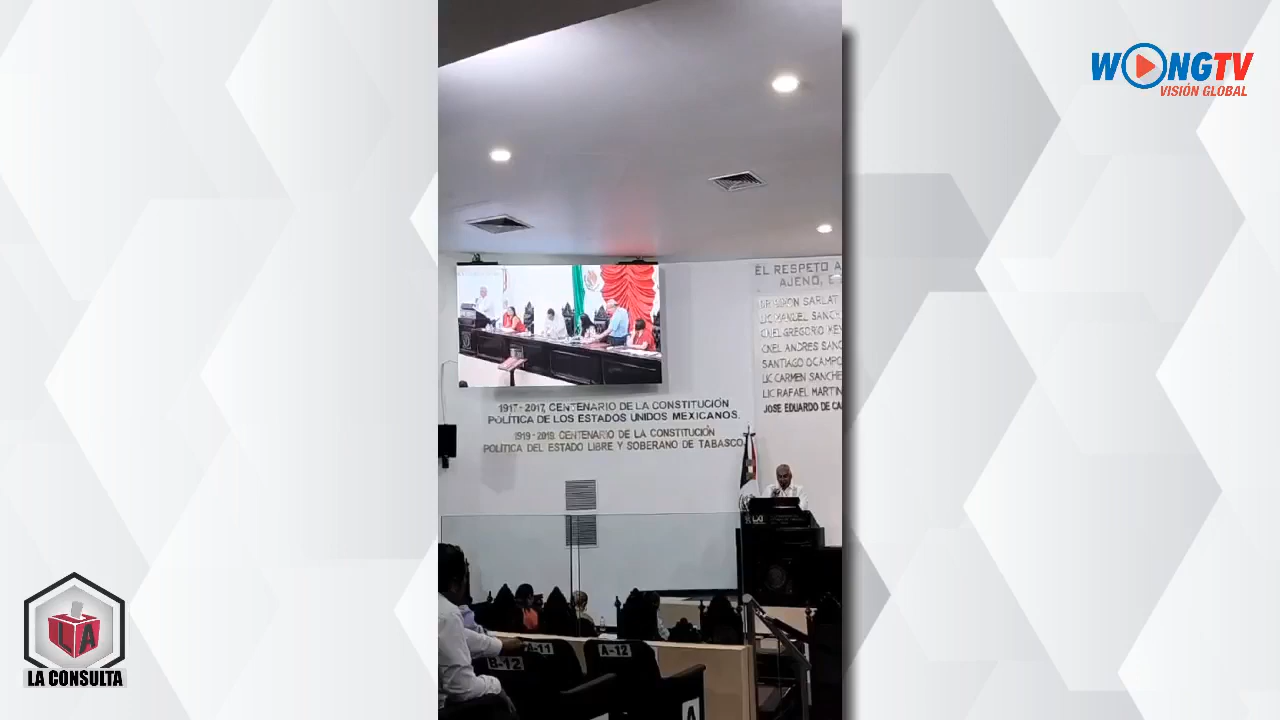 WONGTV
VISIÓN GLOBAL
EL RESPETO A
AJENO, E
LIC MANUEL SANCH
CNEL GREGORIO
CNEL ANDRES SANC
SANTIAGO OCAMPO
LIC CARMEN SANCHE
LIC RAFAEL MARTIN
JOSE EDUARDO DE CA
1917 - 2017, CENTENARIO DE LA CONSTITUCIÓN
POLÍTICA DE LOS ESTADOS UNIDOS MEXICANOS.
1919 - 2019, CENTENARIO DE LA CONSTITUCIÓN
POLÍTICA DEL ESTADO LIBRE Y SOBERANO DE TABASCO
LXI
B-12
A-11
A-12
A
LA
LA CONSULTA